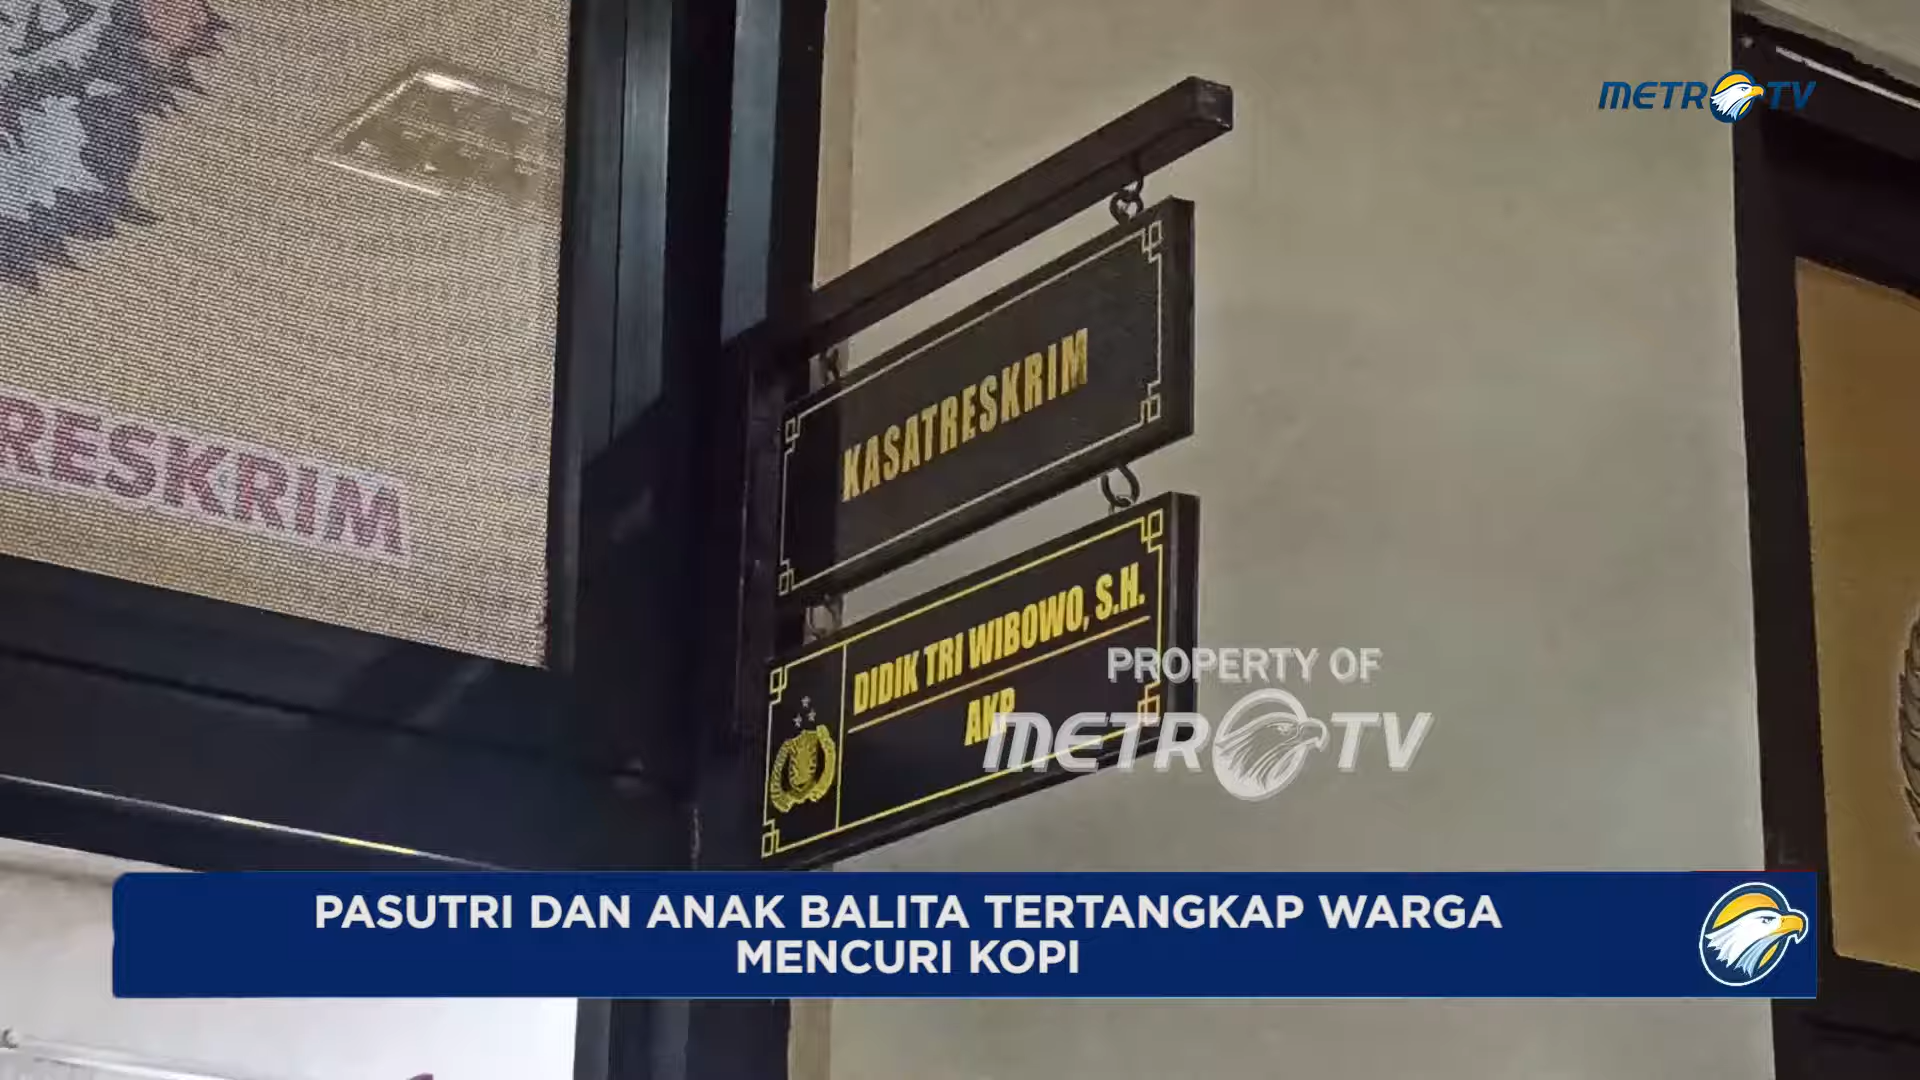 METRO TV
KASATRESKRIM
RESKRIM
DIDIK TRI WIBOWO, S.H.
AKP
PROPERTY OF
METRO TV
PASUTRI DAN ANAK BALITA TERTANGKAP WARGA
MENCURI KOPI